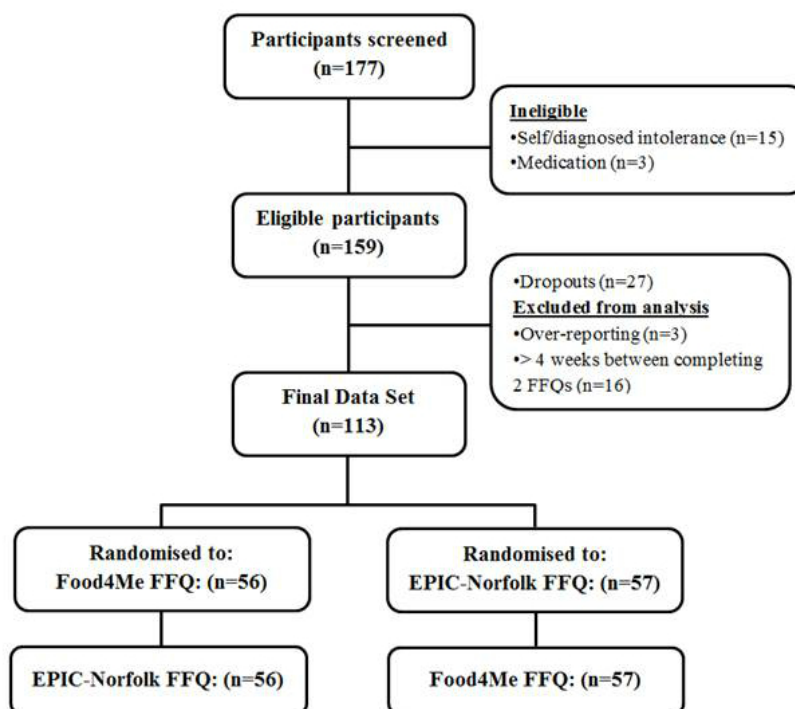 Participants screened
(n=177)
Ineligible
•Self/diagnosed intolerance (n=15)
•Medication (n=3)
Eligible participants
(n=159)
•Dropouts (n=27)
Excluded from analysis
•Over-reporting (n=3)
•> 4 weeks between completing
2 FFQs (n=16)
Final Data Set
(n=113)
Randomised to:
Food4Me FFQ: (n=56)
Randomised to:
EPIC-Norfolk FFQ: (n=57)
EPIC-Norfolk FFQ: (n=56)
Food4Me FFQ: (n=57)